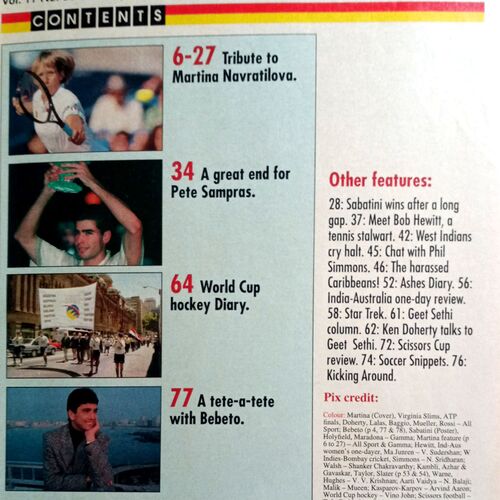 CONTENTS
6-27 Tribute to
Martina Navratilova.
34 A great end for
Pete Sampras.
64 World Cup
hockey Diary.
77 A tete-a-tete
with Bebeto.
Other features:
28: Sabatini wins after a long
gap. 37: Meet Bob Hewitt, a
tennis stalwart. 42: West Indians
cry halt. 45: Chat with Phil
Simmons. 46: The harassed
Caribbeans! 52: Ashes Diary. 56:
India-Australia one-day review.
58: Star Trek. 61: Geet Sethi
column. 62: Ken Doherty talks to
Geet Sethi. 72: Scissors Cup
review. 74: Soccer Snippets. 76:
Kicking Around.
Pix credit:
Colour: Martina (Cover), Virginia Slims, ATP
finals, Doherty, Lalas, Baggio, Mueller, Rossi – All
Sport; Bebeto (p 4, 77 & 78), Sabatini (Poster),
Holyfield, Maradona – Gamma; Martina feature (p
6 to 27) – All Sport & Gamma; Hewitt, Ind-Aus
women's one-dayer, Ma Junren – V. Sudershan; W
Indies-Bombay cricket, Simmons – N. Sridharan;
Walsh – Shanker Chakravarthy; Kambli, Azhar &
Gavaskar, Taylor, Slater (p 53 & 54), Warne,
Hughes – V. V. Krishnan; Aarti Vaidya – N. Balaji;
Malik – Mueen; Kasparov-Karpov – Arvind Aaron;
World Cup hockey – Vino John; Sivasubramaniam